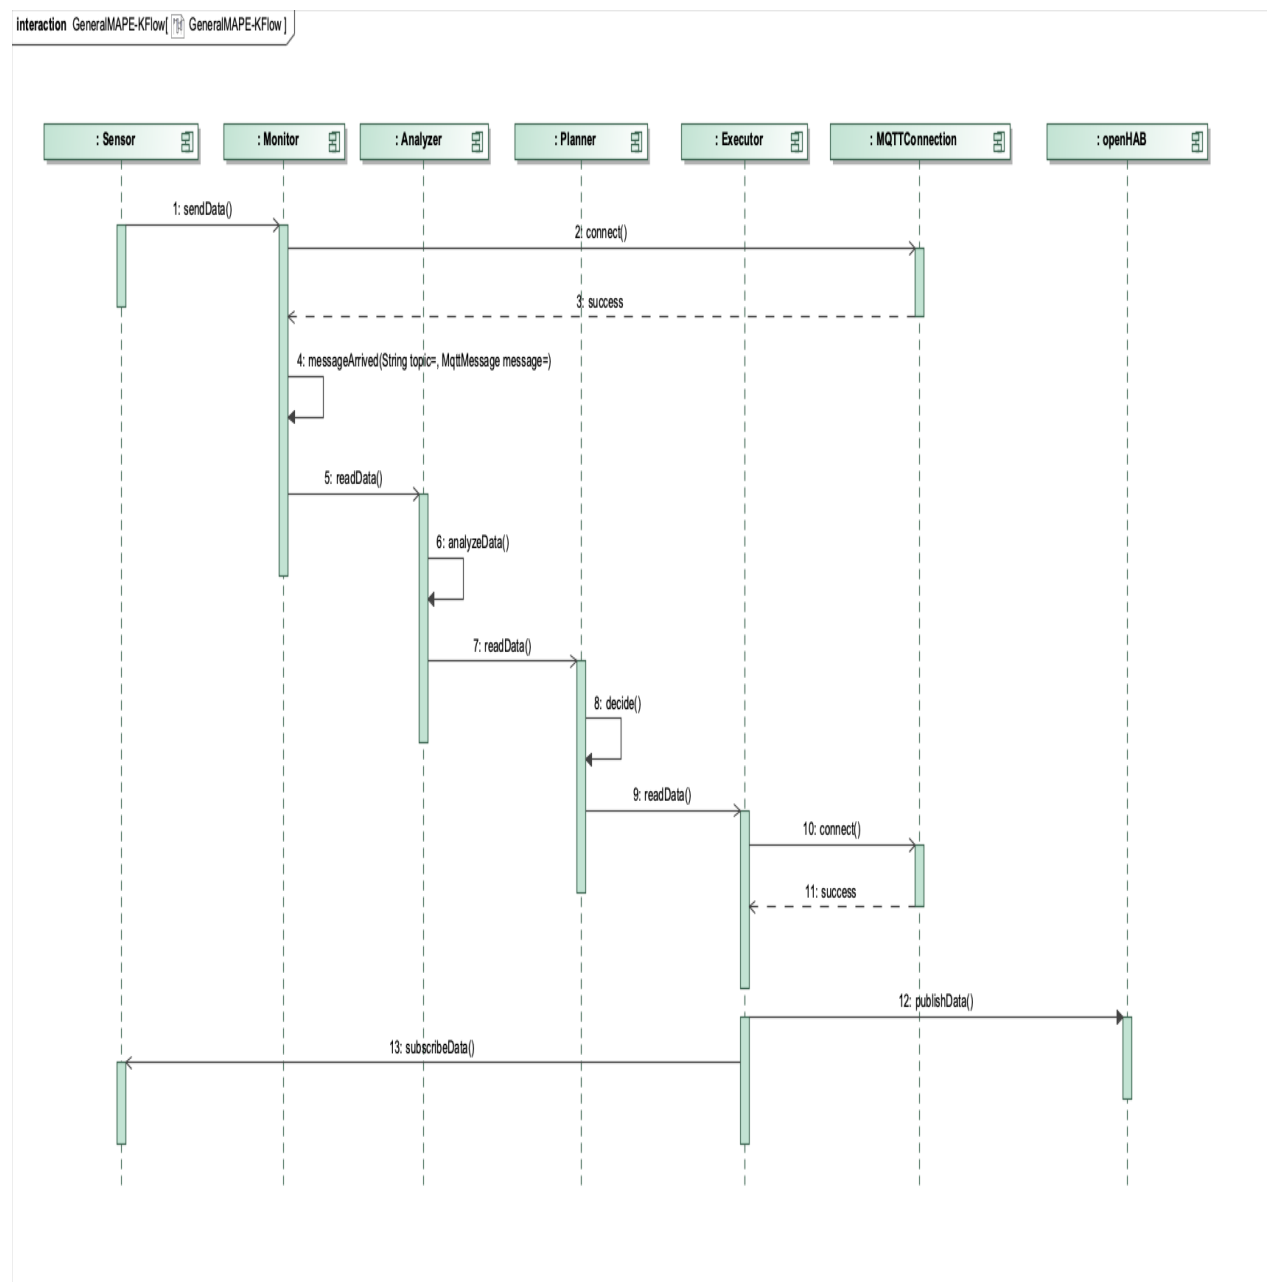 interaction GeneralMAPE-KFlow[ GeneralMAPE-KFlow ]
: Sensor
: Monitor
: Analyzer
: Planner
: Executor
: MQTTConnection
: openHAB
1: sendData()
2: connect()
3: success
4: messageArrived(String topic=, MqttMessage message=)
5: readData()
6: analyzeData()
7: readData()
8: decide()
9: readData()
10: connect()
11: success
12: publishData()
13: subscribeData()